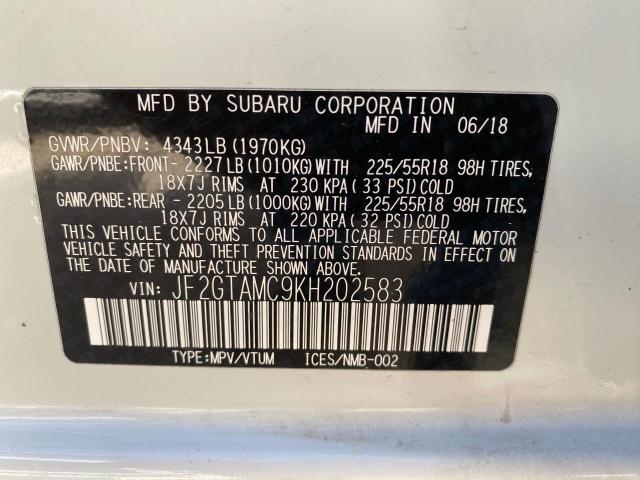 MFD BY SUBARU CORPORATION
MFD IN 06/18
GVWR/PNBV: 4343LB (1970KG)
GAWR/PNBE:FRONT- 2227LB (1010KG) WITH 225/55R18 98H TIRES,
18X7J RIMS AT 230 KPA (33 PSI) COLD
GAWR/PNBE:REAR - 2205LB (1000KG) WITH 225/55R18 98H TIRES,
18X7J RIMS AT 220 KPA (32 PSI) COLD
THIS VEHICLE CONFORMS TO ALL APPLICABLE FEDERAL MOTOR
VEHICLE SAFETY AND THEFT PREVENTION STANDARDS IN EFFECT
ON THE DATE OF MANUFACTURE SHOWN ABOVE.
VIN: JF2GTAMC9KH202583
TYPE:MPV/VTUM ICES/NMB-002